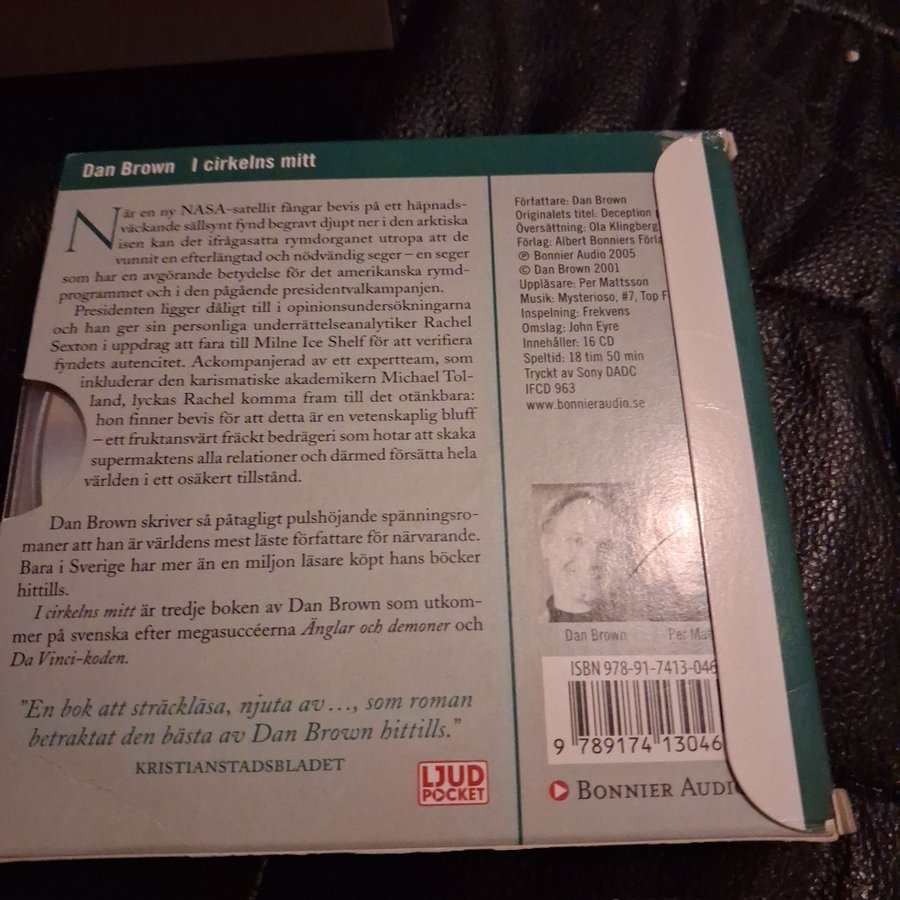 Dan Brown I cirkelns mitt
När en ny NASA-satellit fångar bevis på ett häpnads-
väckande sällsynt fynd begravt djupt ner i den arktiska
isen kan det ifrågasatta rymdorganet utropa att de
vunnit en efterlängtad och nödvändig seger – en seger
som har en avgörande betydelse för det amerikanska rymd-
programmet och i den pågående presidentvalkampanjen.
Presidenten ligger dåligt till i opinionsundersökningarna
och han ger sin personliga underrättelseanalytiker Rachel
Sexton i uppdrag att fara till Milne Ice Shelf för att verifiera
fyndets autencitet. Ackompanjerad av ett expertteam, som
inkluderar den karismatiske akademikern Michael Tol-
land, lyckas Rachel komma fram till det otänkbara:
hon finner bevis för att detta är en vetenskaplig bluff
– ett fruktansvärt fräckt bedrägeri som hotar att skaka
supermaktens alla relationer och därmed försätta hela
världen i ett osäkert tillstånd.
Dan Brown skriver så påtagligt pulshöjande spänningsro-
maner att han är världens mest läste författare för närvarande.
Bara i Sverige har mer än en miljon läsare köpt hans böcker
hittills.
I cirkelns mitt är tredje boken av Dan Brown som utkom-
mer på svenska efter megasuccéerna Änglar och demoner och
Da Vinci-koden.
"En bok att sträckläsa, njuta av..., som roman
betraktat den bästa av Dan Brown hittills."
KRISTIANSTADSBLADET
LJUD
POCKET
Författare: Dan Brown
Originalets titel: Deception
Översättning: Ola Klingberg
Förlag: Albert Bonniers Förla
℗ Bonnier Audio 2005
© Dan Brown 2001
Uppläsare: Per Mattsson
Musik: Mysterioso, #7, Top F
Inspelning: Frekvens
Omslag: John Eyre
Innehåller: 16 CD
Speltid: 18 tim 50 min
Tryckt av Sony DADC
IFCD 963
www.bonnieraudio.se
Dan Brown Per Mat
ISBN 978-91-7413-046
9 789174 13046
BONNIER AUDI